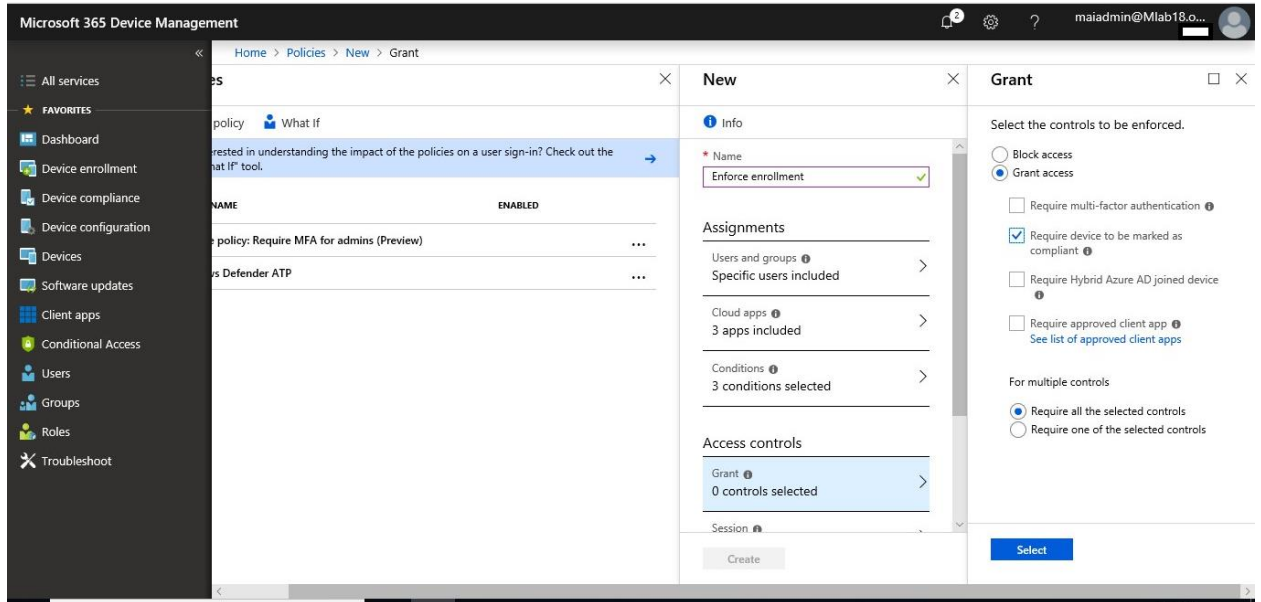 Microsoft 365 Device Management
2
?
maiadmin@Mlab18.o...
«
Home > Policies > New > Grant
All services
FAVORITES
Dashboard
Device enrollment
Device compliance
Device configuration
Devices
Software updates
Client apps
Conditional Access
Users
Groups
Roles
Troubleshoot
es
policy
What If
erested in understanding the impact of the policies on a user sign-in? Check out the
hat If" tool.
NAME
ENABLED
e policy: Require MFA for admins (Preview)
...
ws Defender ATP
...
New
Info
* Name
Enforce enrollment
Assignments
Users and groups
Specific users included
Cloud apps
3 apps included
Conditions
3 conditions selected
Access controls
Grant
0 controls selected
Session
Create
Grant
Select the controls to be enforced.
Block access
Grant access
Require multi-factor authentication
Require device to be marked as
compliant
Require Hybrid Azure AD joined device
Require approved client app
See list of approved client apps
For multiple controls
Require all the selected controls
Require one of the selected controls
Select